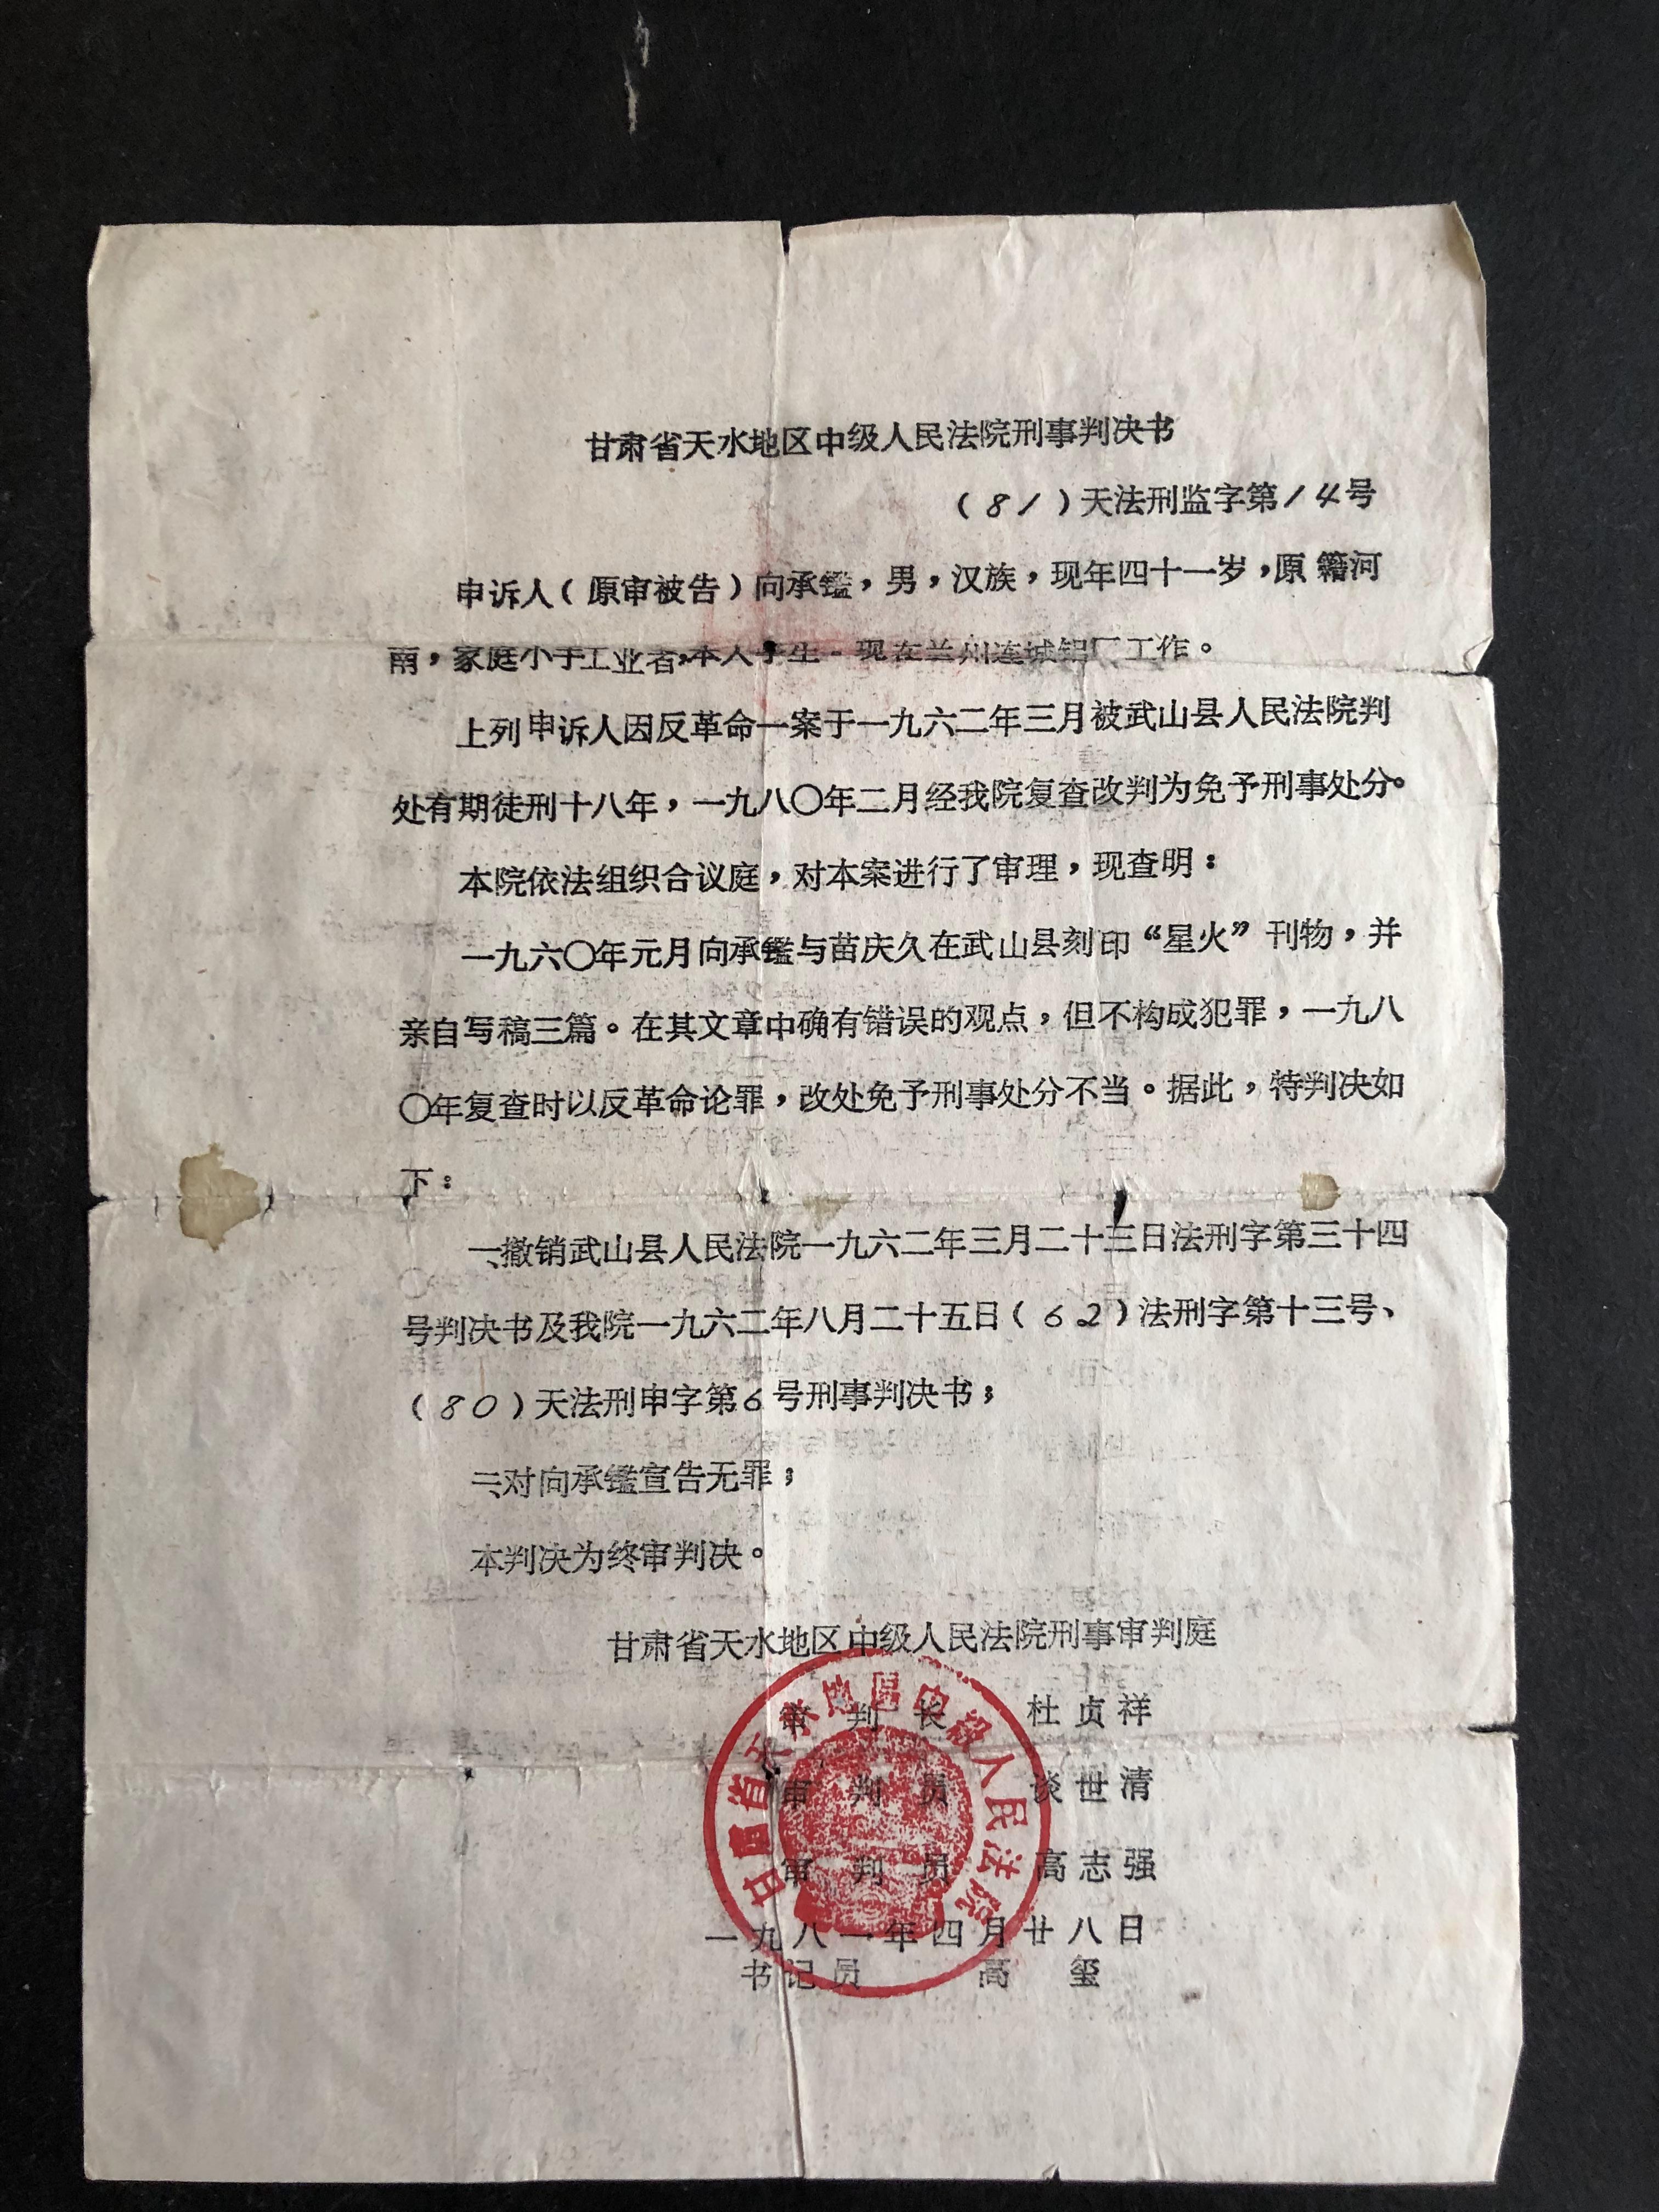 甘肃省天水地区中级人民法院刑事判决书
(81)天法刑监字第14号
申诉人(原审被告)向承鑑,男,汉族,现年四十一岁,原籍河
南,家庭小手工业者,本人学生。现在兰州连城铝厂工作。
上列申诉人因反革命一案于一九六二年三月被武山县人民法院判
处有期徒刑十八年,一九八〇年二月经我院复查改判为免予刑事处分。
本院依法组织合议庭,对本案进行了审理,现查明:
一九六〇年元月向承鑑与苗庆久在武山县刻印“星火”刊物,并
亲自写稿三篇。在其文章中确有错误的观点,但不构成犯罪,一九八
〇年复查时以反革命论罪,改处免予刑事处分不当。据此,特判决如
下:
一、撤销武山县人民法院一九六二年三月二十三日法刑字第三十四
号判决书及我院一九六二年八月二十五日(62)法刑字第十三号、
(80)天法刑申字第6号刑事判决书;
二、对向承鑑宣告无罪;
本判决为终审判决。
甘肃省天水地区中级人民法院刑事审判庭
审判长 杜贞祥
审判员 谈世清
审判员 高志强
一九八一年四月廿八日
书记员 高玺
甘肃省天水地区中级人民法院